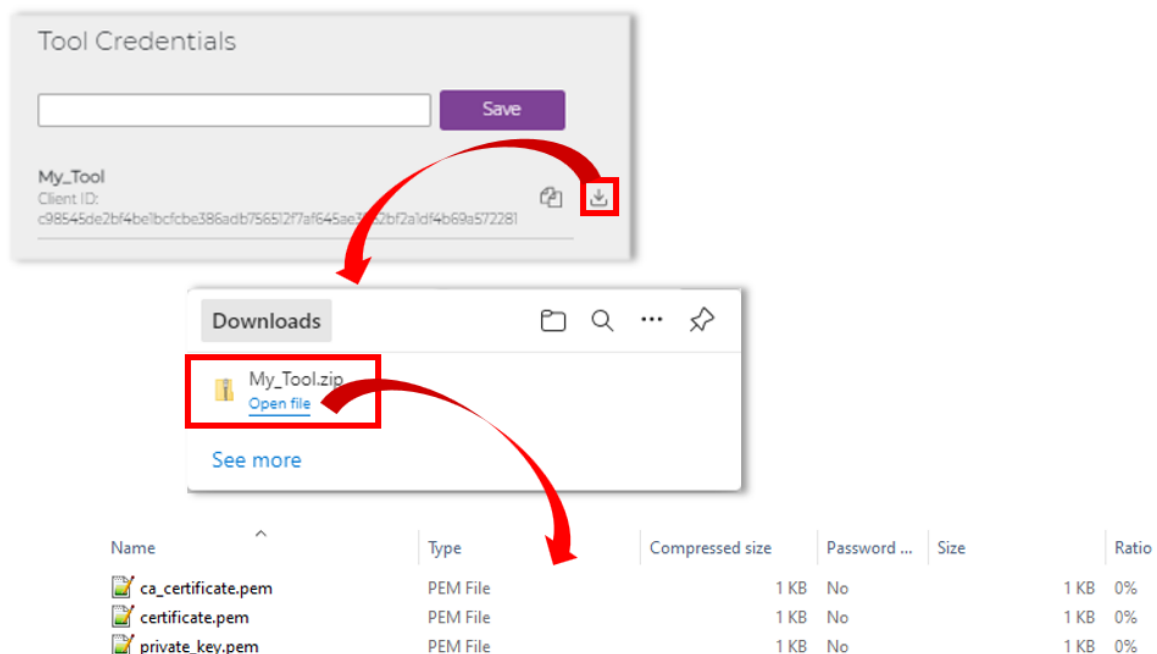 Tool Credentials
Save
My_Tool
Client ID:
Downloads
My_Tool.zip
Open file
See more
Name Type Compressed size Password ... Size Ratio
ca_certificate.pem PEM File 1 KB No 1 KB 0%
certificate.pem PEM File 1 KB No 1 KB 0%
private_key.pem PEM File 1 KB No 1 KB 0%